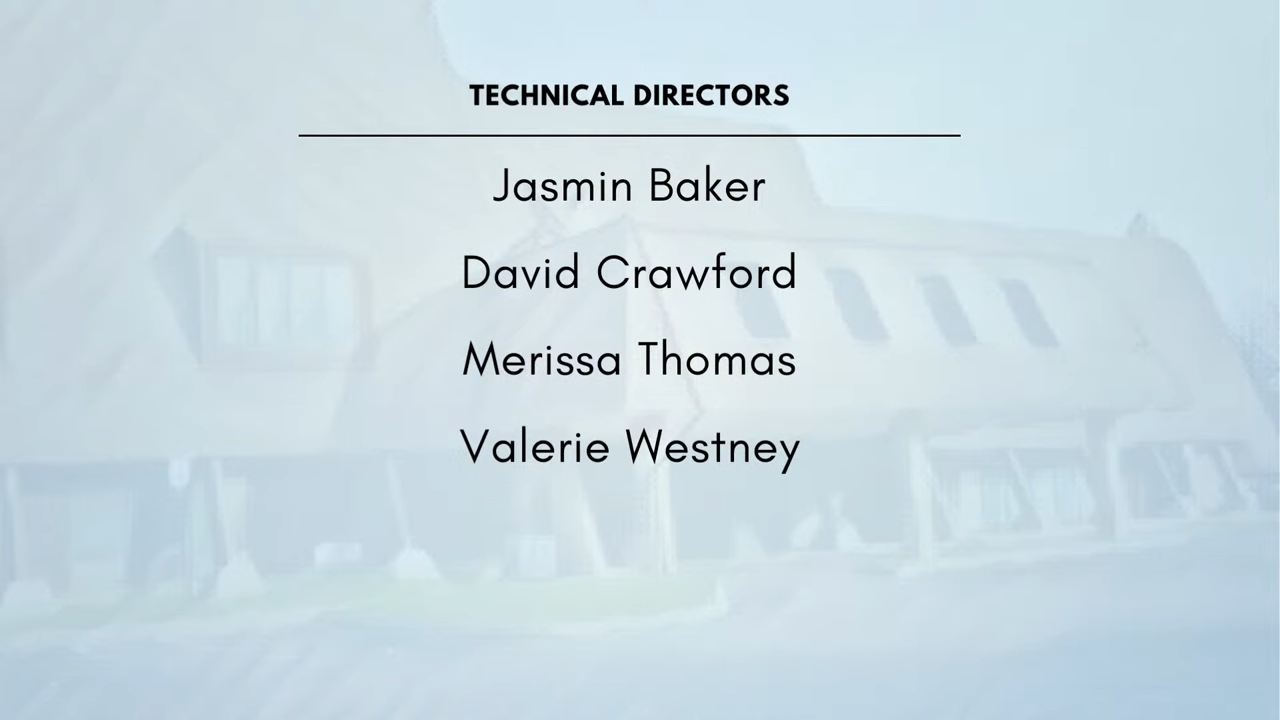 TECHNICAL DIRECTORS
Jasmin Baker
David Crawford
Merissa Thomas
Valerie Westney